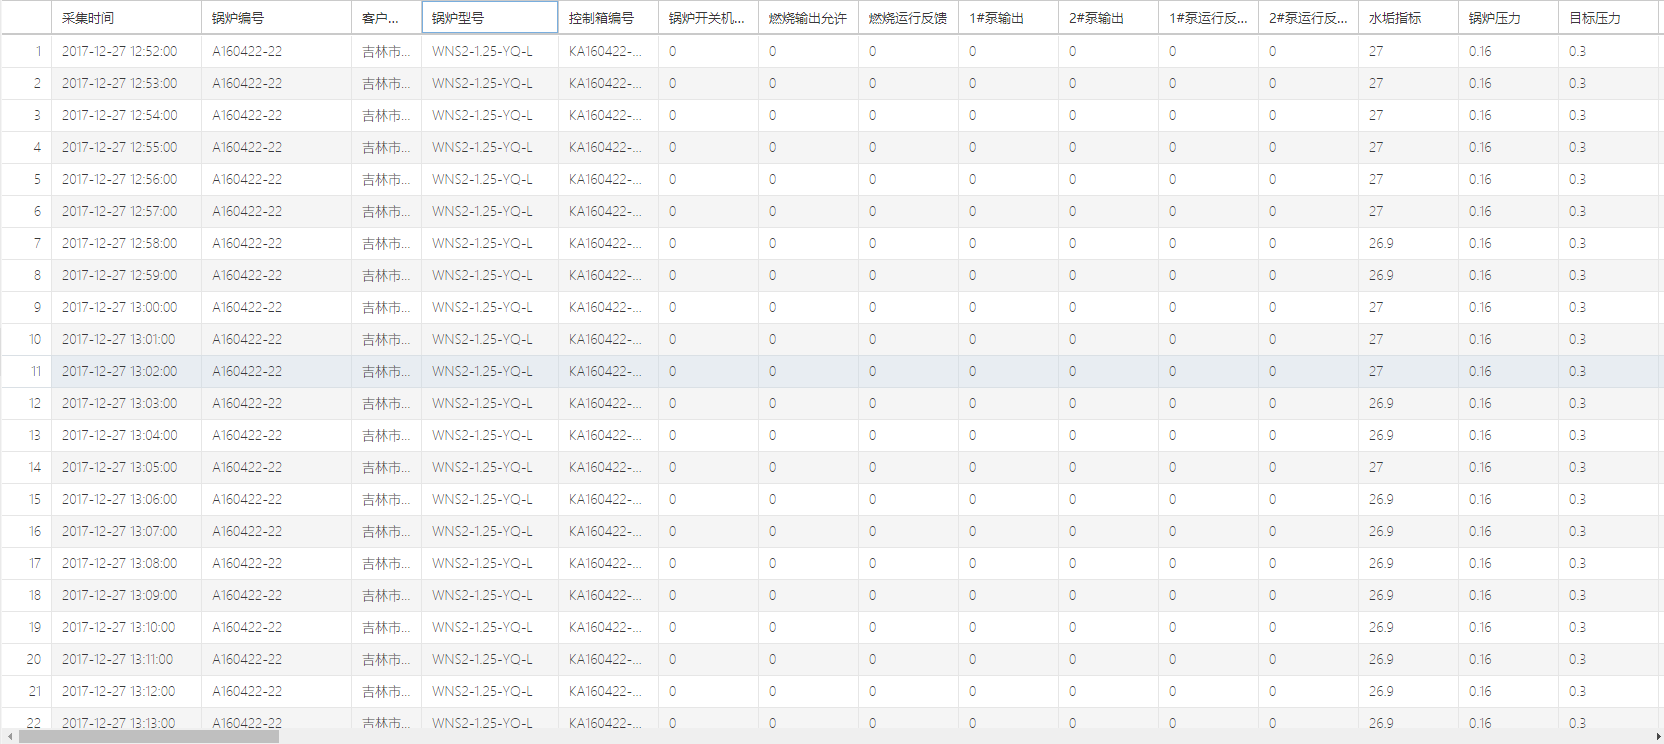 采集时间 锅炉编号 客户... 锅炉型号 控制箱编号 锅炉开关机... 燃烧输出允许 燃烧运行反馈 1#泵输出 2#泵输出 1#泵运行反... 2#泵运行反... 水垢指标 锅炉压力 目标压力
1 2017-12-27 12:52:00 A160422-22 吉林市... WNS2-1.25-YQ-L KA160422-... 0 0 0 0 0 0 0 27 0.16 0.3
2 2017-12-27 12:53:00 A160422-22 吉林市... WNS2-1.25-YQ-L KA160422-... 0 0 0 0 0 0 0 27 0.16 0.3
3 2017-12-27 12:54:00 A160422-22 吉林市... WNS2-1.25-YQ-L KA160422-... 0 0 0 0 0 0 0 27 0.16 0.3
4 2017-12-27 12:55:00 A160422-22 吉林市... WNS2-1.25-YQ-L KA160422-... 0 0 0 0 0 0 0 27 0.16 0.3
5 2017-12-27 12:56:00 A160422-22 吉林市... WNS2-1.25-YQ-L KA160422-... 0 0 0 0 0 0 0 27 0.16 0.3
6 2017-12-27 12:57:00 A160422-22 吉林市... WNS2-1.25-YQ-L KA160422-... 0 0 0 0 0 0 0 27 0.16 0.3
7 2017-12-27 12:58:00 A160422-22 吉林市... WNS2-1.25-YQ-L KA160422-... 0 0 0 0 0 0 0 26.9 0.16 0.3
8 2017-12-27 12:59:00 A160422-22 吉林市... WNS2-1.25-YQ-L KA160422-... 0 0 0 0 0 0 0 26.9 0.16 0.3
9 2017-12-27 13:00:00 A160422-22 吉林市... WNS2-1.25-YQ-L KA160422-... 0 0 0 0 0 0 0 27 0.16 0.3
10 2017-12-27 13:01:00 A160422-22 吉林市... WNS2-1.25-YQ-L KA160422-... 0 0 0 0 0 0 0 27 0.16 0.3
11 2017-12-27 13:02:00 A160422-22 吉林市... WNS2-1.25-YQ-L KA160422-... 0 0 0 0 0 0 0 27 0.16 0.3
12 2017-12-27 13:03:00 A160422-22 吉林市... WNS2-1.25-YQ-L KA160422-... 0 0 0 0 0 0 0 26.9 0.16 0.3
13 2017-12-27 13:04:00 A160422-22 吉林市... WNS2-1.25-YQ-L KA160422-... 0 0 0 0 0 0 0 26.9 0.16 0.3
14 2017-12-27 13:05:00 A160422-22 吉林市... WNS2-1.25-YQ-L KA160422-... 0 0 0 0 0 0 0 27 0.16 0.3
15 2017-12-27 13:06:00 A160422-22 吉林市... WNS2-1.25-YQ-L KA160422-... 0 0 0 0 0 0 0 26.9 0.16 0.3
16 2017-12-27 13:07:00 A160422-22 吉林市... WNS2-1.25-YQ-L KA160422-... 0 0 0 0 0 0 0 26.9 0.16 0.3
17 2017-12-27 13:08:00 A160422-22 吉林市... WNS2-1.25-YQ-L KA160422-... 0 0 0 0 0 0 0 26.9 0.16 0.3
18 2017-12-27 13:09:00 A160422-22 吉林市... WNS2-1.25-YQ-L KA160422-... 0 0 0 0 0 0 0 26.9 0.16 0.3
19 2017-12-27 13:10:00 A160422-22 吉林市... WNS2-1.25-YQ-L KA160422-... 0 0 0 0 0 0 0 26.9 0.16 0.3
20 2017-12-27 13:11:00 A160422-22 吉林市... WNS2-1.25-YQ-L KA160422-... 0 0 0 0 0 0 0 26.9 0.16 0.3
21 2017-12-27 13:12:00 A160422-22 吉林市... WNS2-1.25-YQ-L KA160422-... 0 0 0 0 0 0 0 26.9 0.16 0.3
22 2017-12-27 13:13:00 A160422-22 吉林市... WNS2-1.25-YQ-L KA160422-... 0 0 0 0 0 0 0 26.9 0.16 0.3